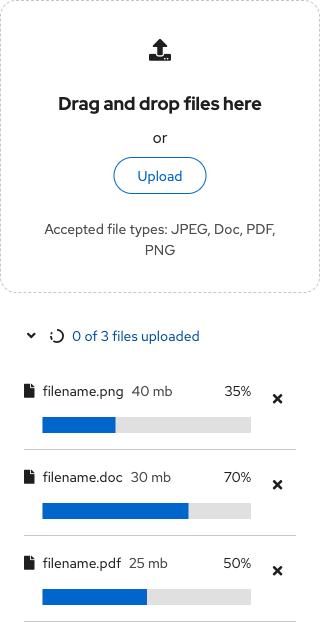 Drag and drop files here
or
Upload
Accepted file types: JPEG, Doc, PDF,
PNG
0 of 3 files uploaded
filename.png 40 mb 35%
filename.doc 30 mb 70%
filename.pdf 25 mb 50%